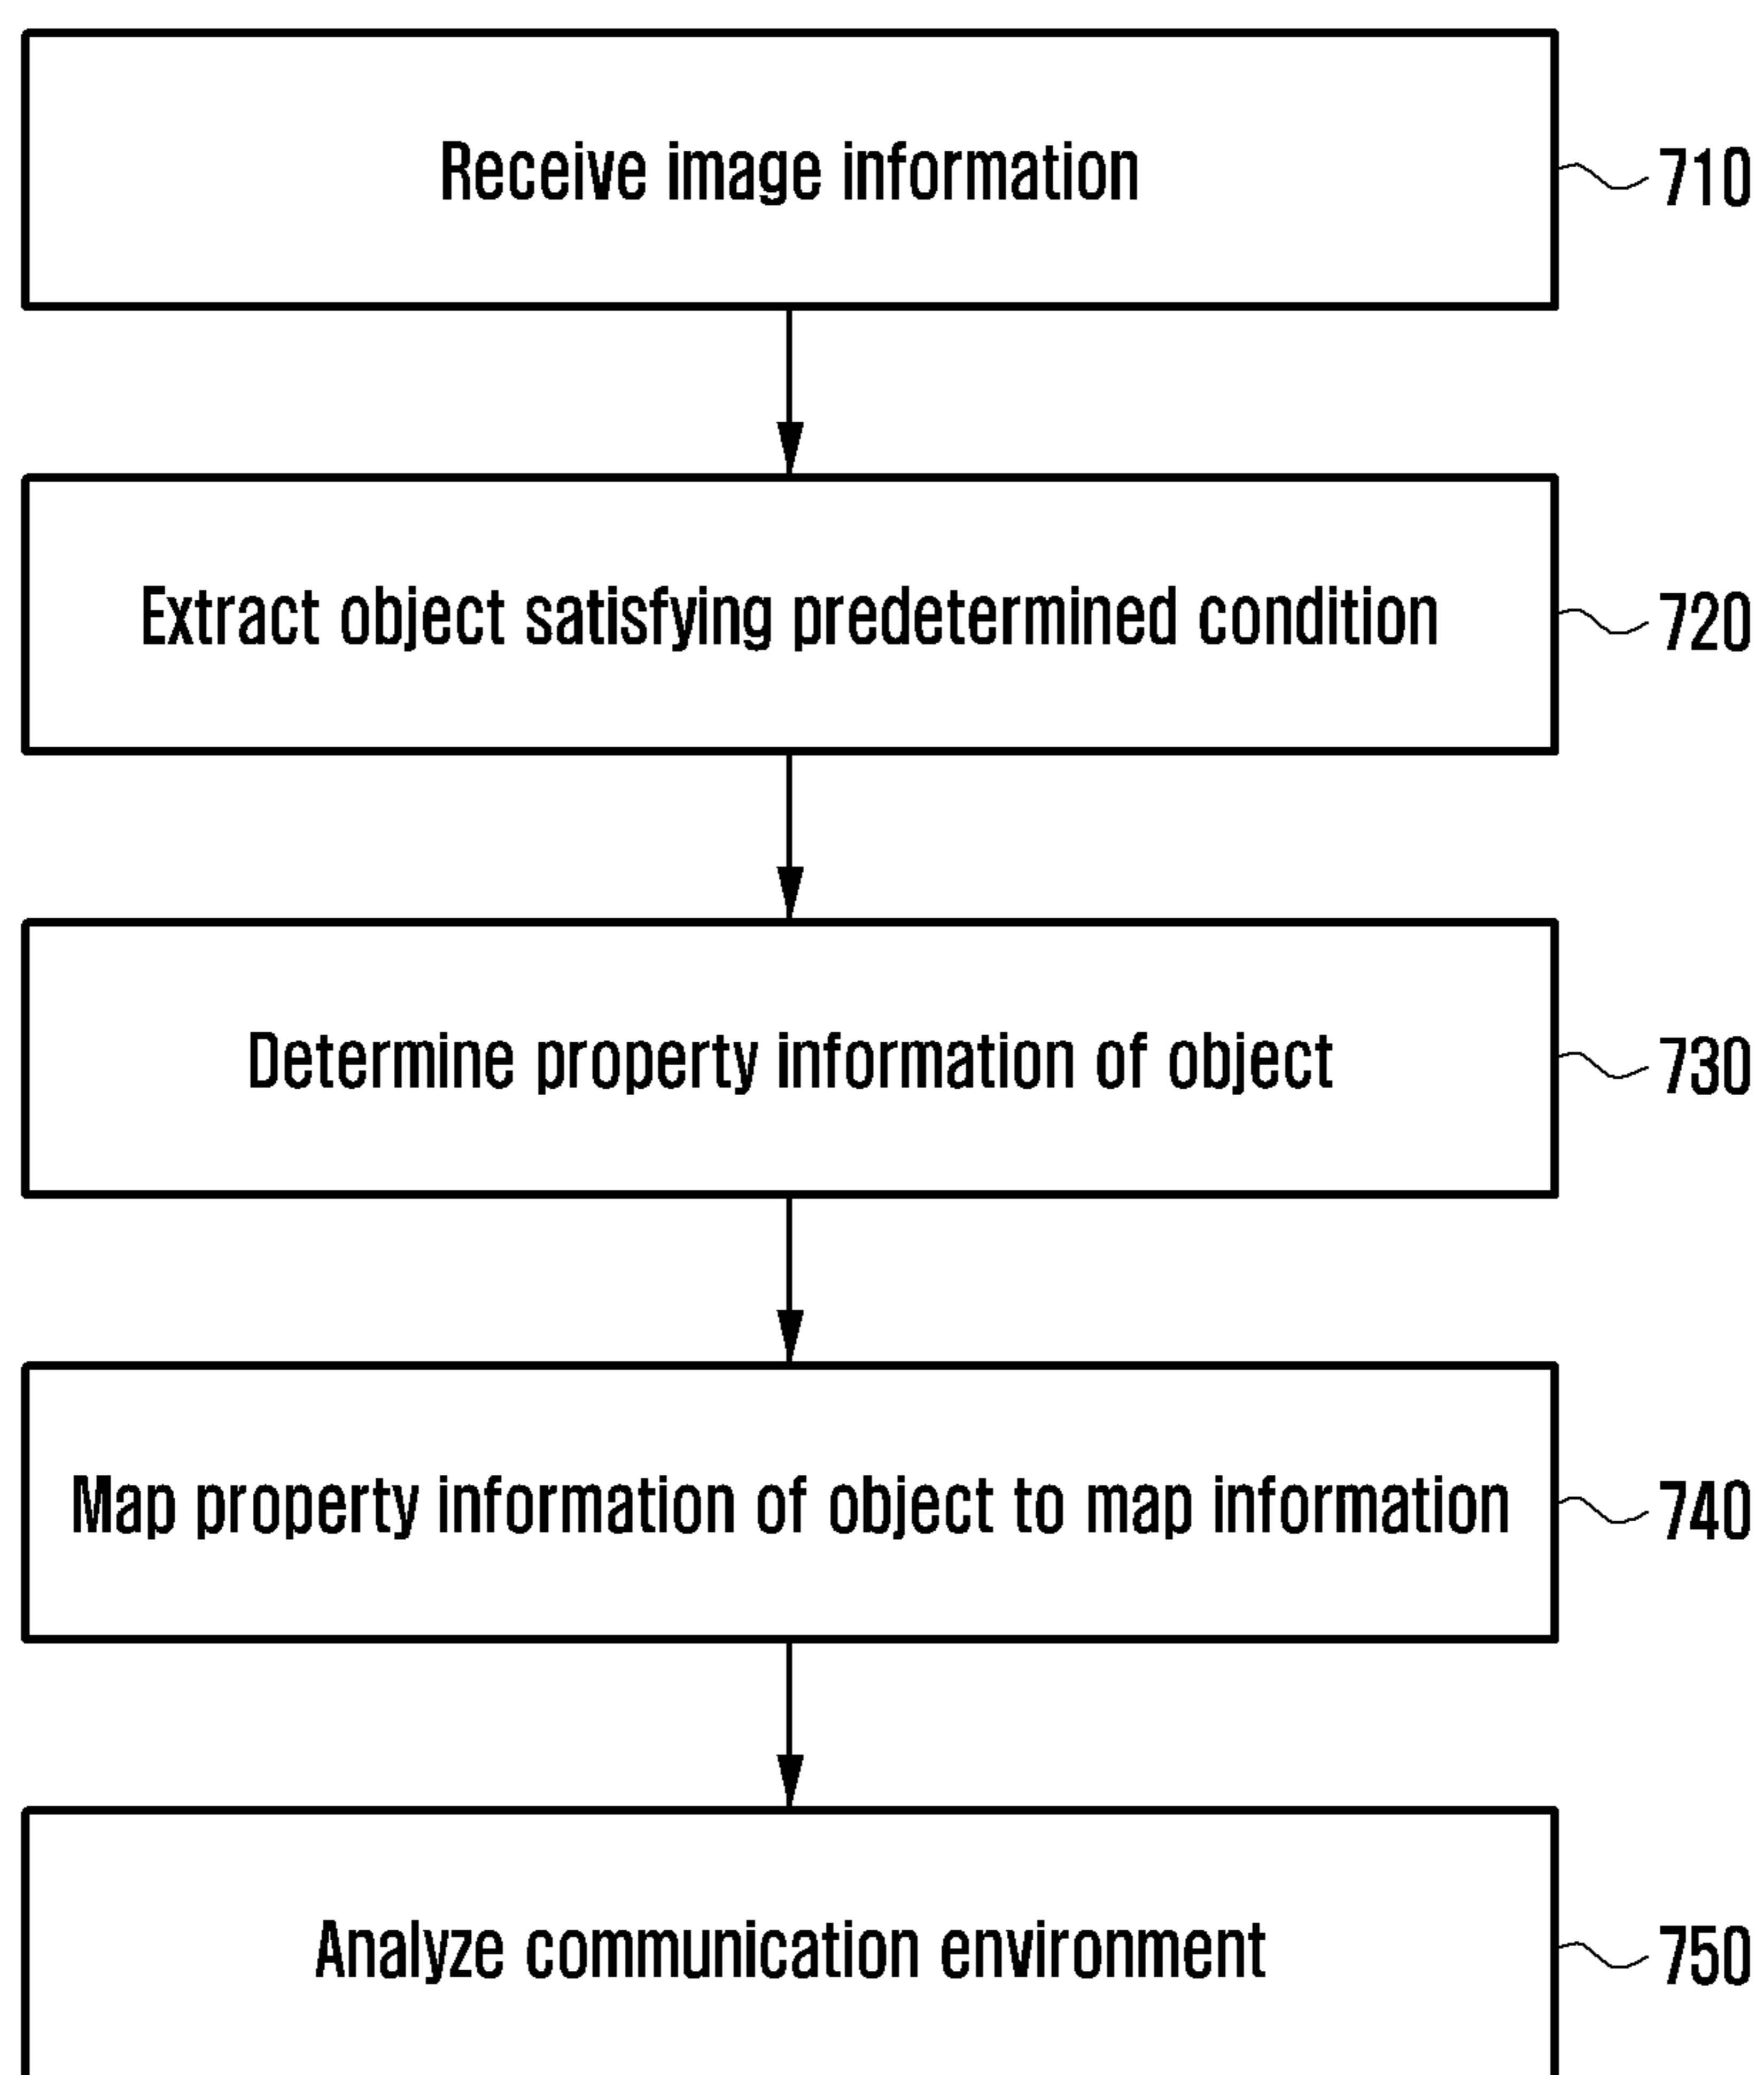 Receive image information 710
Extract object satisfying predetermined condition 720
Determine property information of object 730
Map property information of object to map information 740
Analyze communication environment 750